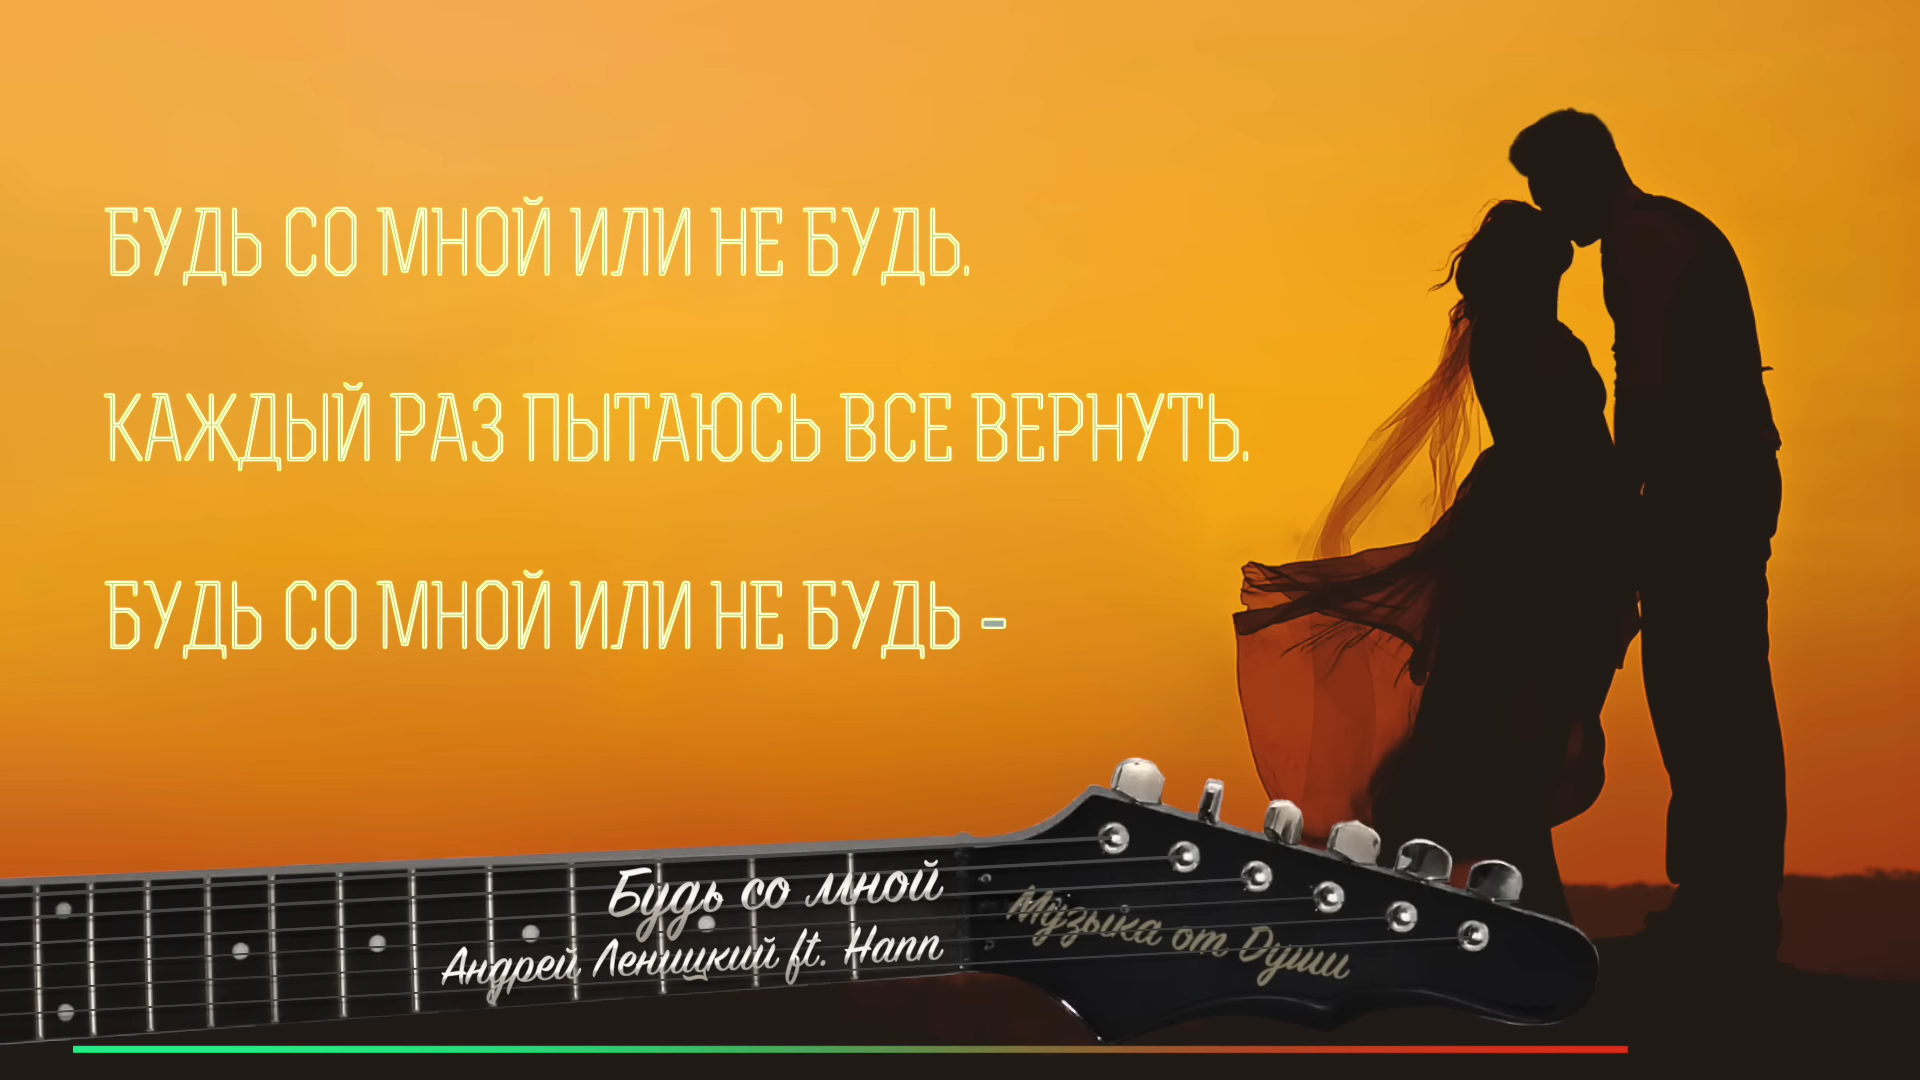 БУДЬ СО МНОЙ ИЛИ НЕ БУДЬ.
КАЖДЫЙ РАЗ ПЫТАЮСЬ ВСЕ ВЕРНУТЬ.
БУДЬ СО МНОЙ ИЛИ НЕ БУДЬ -
Будь со мной
Андрей Леницкий ft. Hann
Музыка от Души